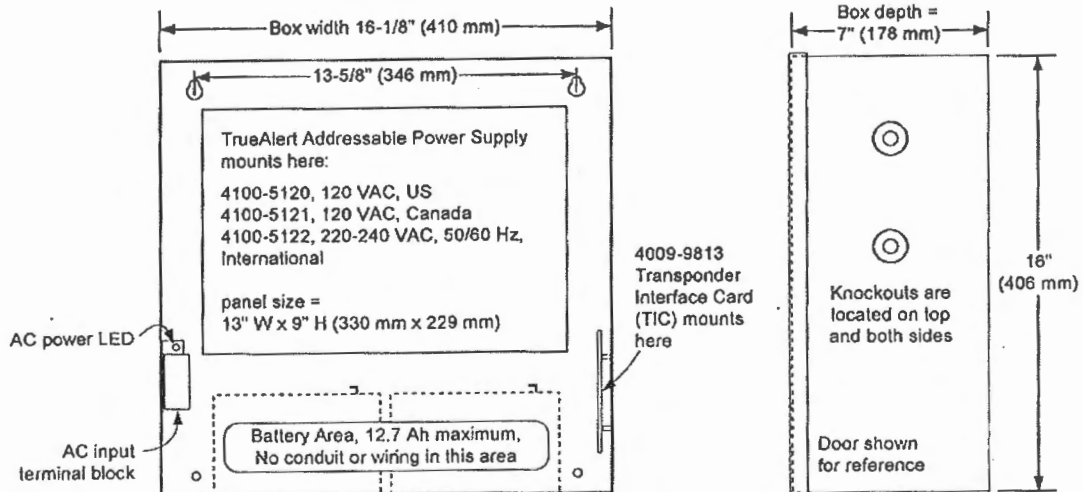 Box width 16-1/8" (410 mm)
13-5/8" (346 mm)
TrueAlert Addressable Power Supply
mounts here:
4100-5120, 120 VAC, US
4100-5121, 120 VAC, Canada
4100-5122, 220-240 VAC, 50/60 Hz,
International
panel size =
13" W x 9" H (330 mm x 229 mm)
AC power LED
AC input
terminal block
Battery Area, 12.7 Ah maximum,
No conduit or wiring in this area
4009-9813
Transponder
Interface Card
(TIC) mounts
here
Box depth =
7" (178 mm)
16"
(406 mm)
Knockouts are
located on top
and both sides
Door shown
for reference